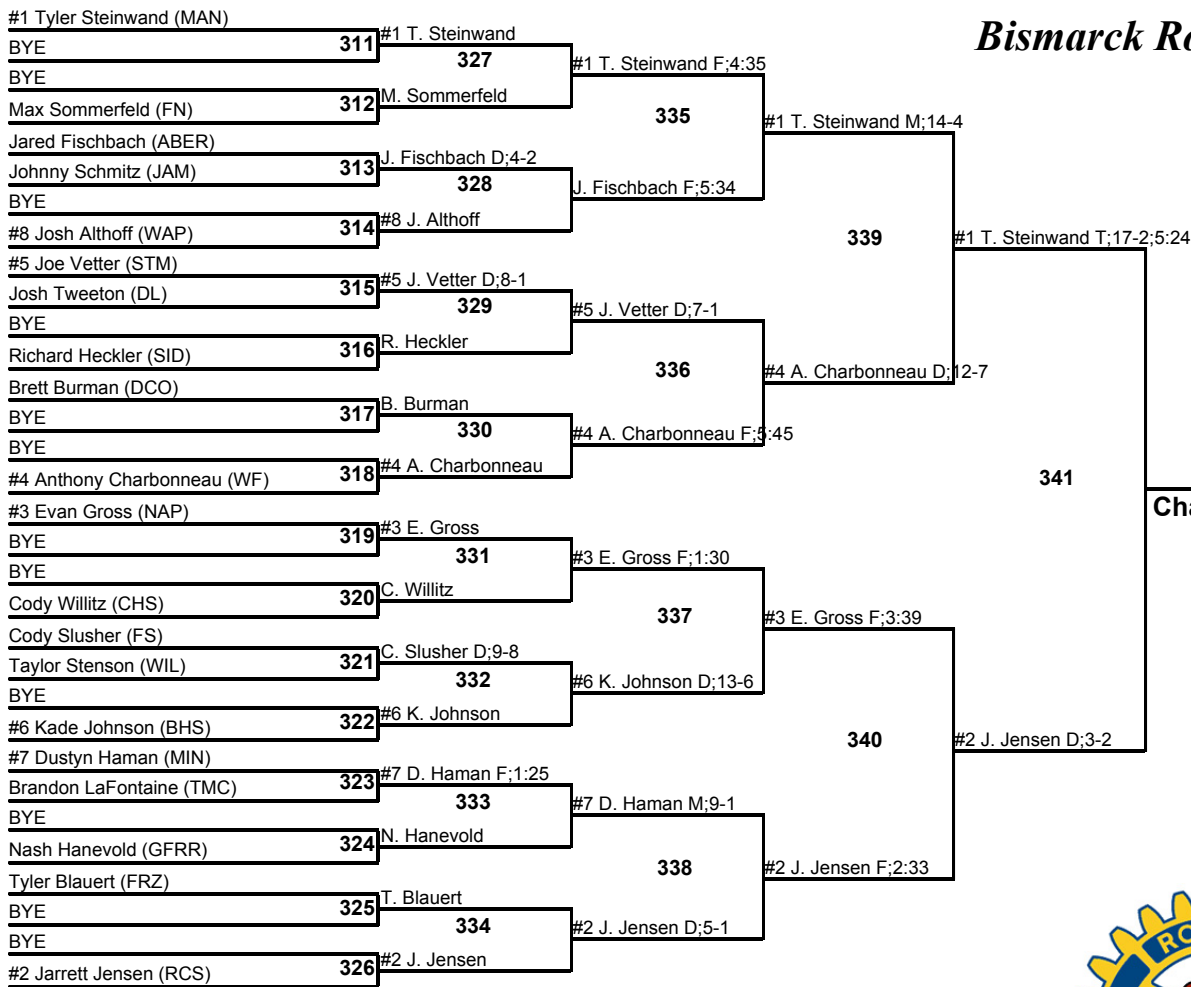 #1 Tyler Steinwand (MAN)
BYE
BYE
Max Sommerfeld (FN)
Jared Fischbach (ABER)
Johnny Schmitz (JAM)
BYE
#8 Josh Althoff (WAP)
#5 Joe Vetter (STM)
Josh Tweeton (DL)
BYE
Richard Heckler (SID)
Brett Burman (DCO)
BYE
BYE
#4 Anthony Charbonneau (WF)
#3 Evan Gross (NAP)
BYE
BYE
Cody Willitz (CHS)
Cody Slusher (FS)
Taylor Stenson (WIL)
BYE
#6 Kade Johnson (BHS)
#7 Dustyn Haman (MIN)
Brandon LaFontaine (TMC)
BYE
Nash Hanevold (GFRR)
Tyler Blauert (FRZ)
BYE
BYE
#2 Jarrett Jensen (RCS)
311
312
313
314
315
316
317
318
319
320
321
322
323
324
325
326
#1 T. Steinwand
327
M. Sommerfeld
J. Fischbach D;4-2
328
#8 J. Althoff
#5 J. Vetter D;8-1
329
R. Heckler
B. Burman
330
#4 A. Charbonneau
#3 E. Gross
331
C. Willitz
C. Slusher D;9-8
332
#6 K. Johnson
#7 D. Haman F;1:25
333
N. Hanevold
T. Blauert
334
#2 J. Jensen
#1 T. Steinwand F;4:35
335
J. Fischbach F;5:34
#5 J. Vetter D;7-1
336
#4 A. Charbonneau F;5:45
#3 E. Gross F;1:30
337
#6 K. Johnson D;13-6
#7 D. Haman M;9-1
338
#2 J. Jensen D;5-1
#1 T. Steinwand M;14-4
339
#4 A. Charbonneau D;12-7
#3 E. Gross F;3:39
340
#2 J. Jensen F;2:33
#1 T. Steinwand T;17-2;5:24
341
#2 J. Jensen D;3-2
Bismarck Ro
Cha
RO